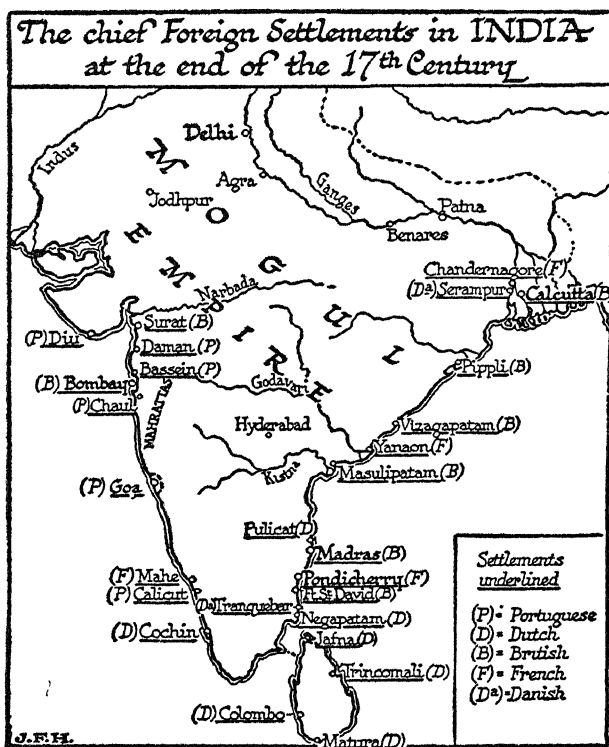 The chief Foreign Settlements in INDIA
at the end of the 17th Century
Indus
Delhi
MOGUL
EMPIRE
Jodhpur
Agra
Ganges
Patna
Benares
Chandernagore (F)
(Da) Serampur
Calcutta (B)
Narbada
Surat (B)
(P) Diu
Daman (P)
Bassein (P)
(B) Bombay
(P) Chaul
MAHRATTAS
Godavari
Pippli (B)
Hyderabad
Vizagapatam (B)
Yanaon (F)
Kistna
Masulipatam (B)
(P) Goa
Pulicat (D)
Madras (B)
(F) Mahe
Pondicherry (F)
(P) Calicut
Ft. St. David (B)
(Da) Tranquebar
Negapatam (D)
(D) Cochin
Jafna (D)
Trincomali (D)
(D) Colombo
Matura (D)
Settlements
underlined
(P) = Portuguese
(D) = Dutch
(B) = British
(F) = French
(Da) = Danish
J.F.H.